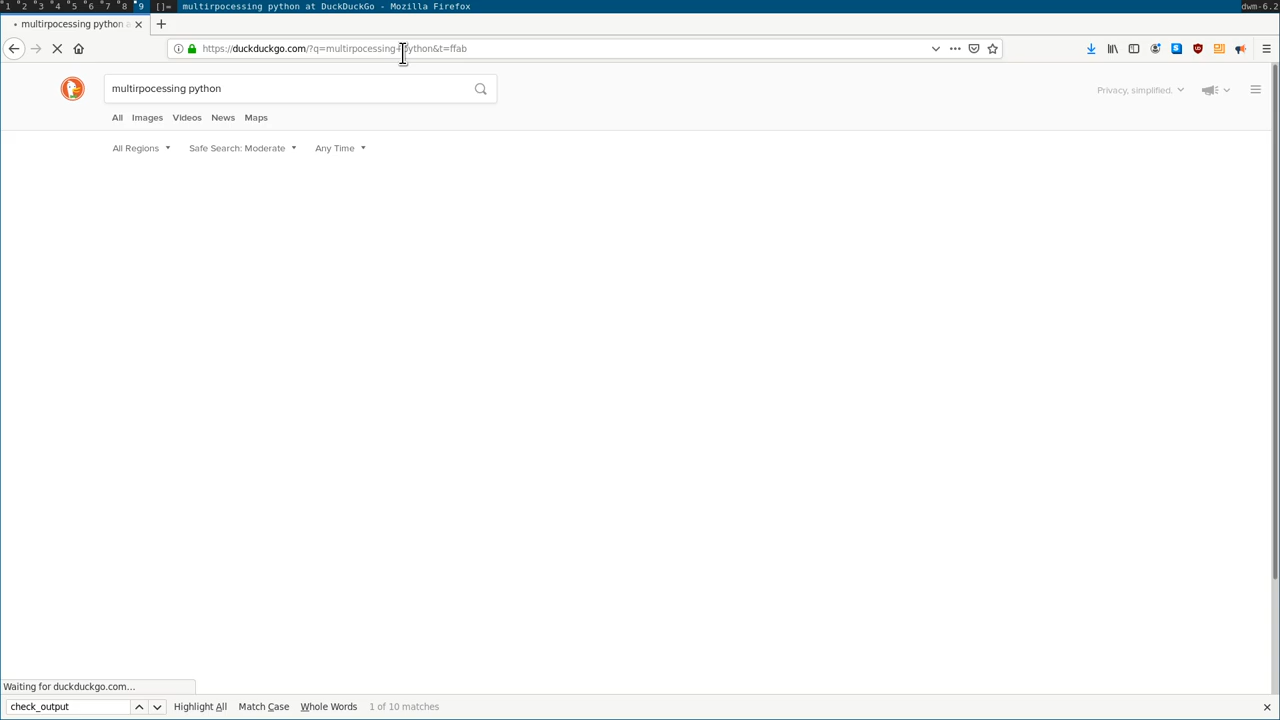 1 2 3 4 5 6 7 8 9 []= multirpocessing python at DuckDuckGo - Mozilla Firefox dwm-6.2
multirpocessing python a
https://duckduckgo.com/?q=multirpocessing+python&t=ffab
multirpocessing python
Privacy, simplified.
All Images Videos News Maps
All Regions Safe Search: Moderate Any Time
Waiting for duckduckgo.com...
check_output Highlight All Match Case Whole Words 1 of 10 matches